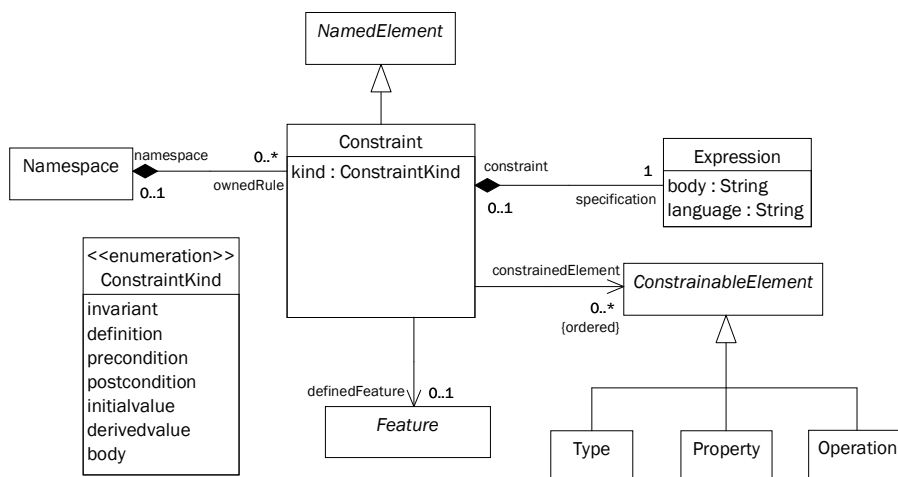 NamedElement
Constraint
kind : ConstraintKind
Namespace
namespace
0..1
0..*
ownedRule
constraint
0..1
1
specification
Expression
body : String
language : String
<<enumeration>>
ConstraintKind
invariant
definition
precondition
postcondition
initialvalue
derivedvalue
body
constrainedElement
0..*
{ordered}
ConstrainableElement
definedFeature
0..1
Feature
Type
Property
Operation